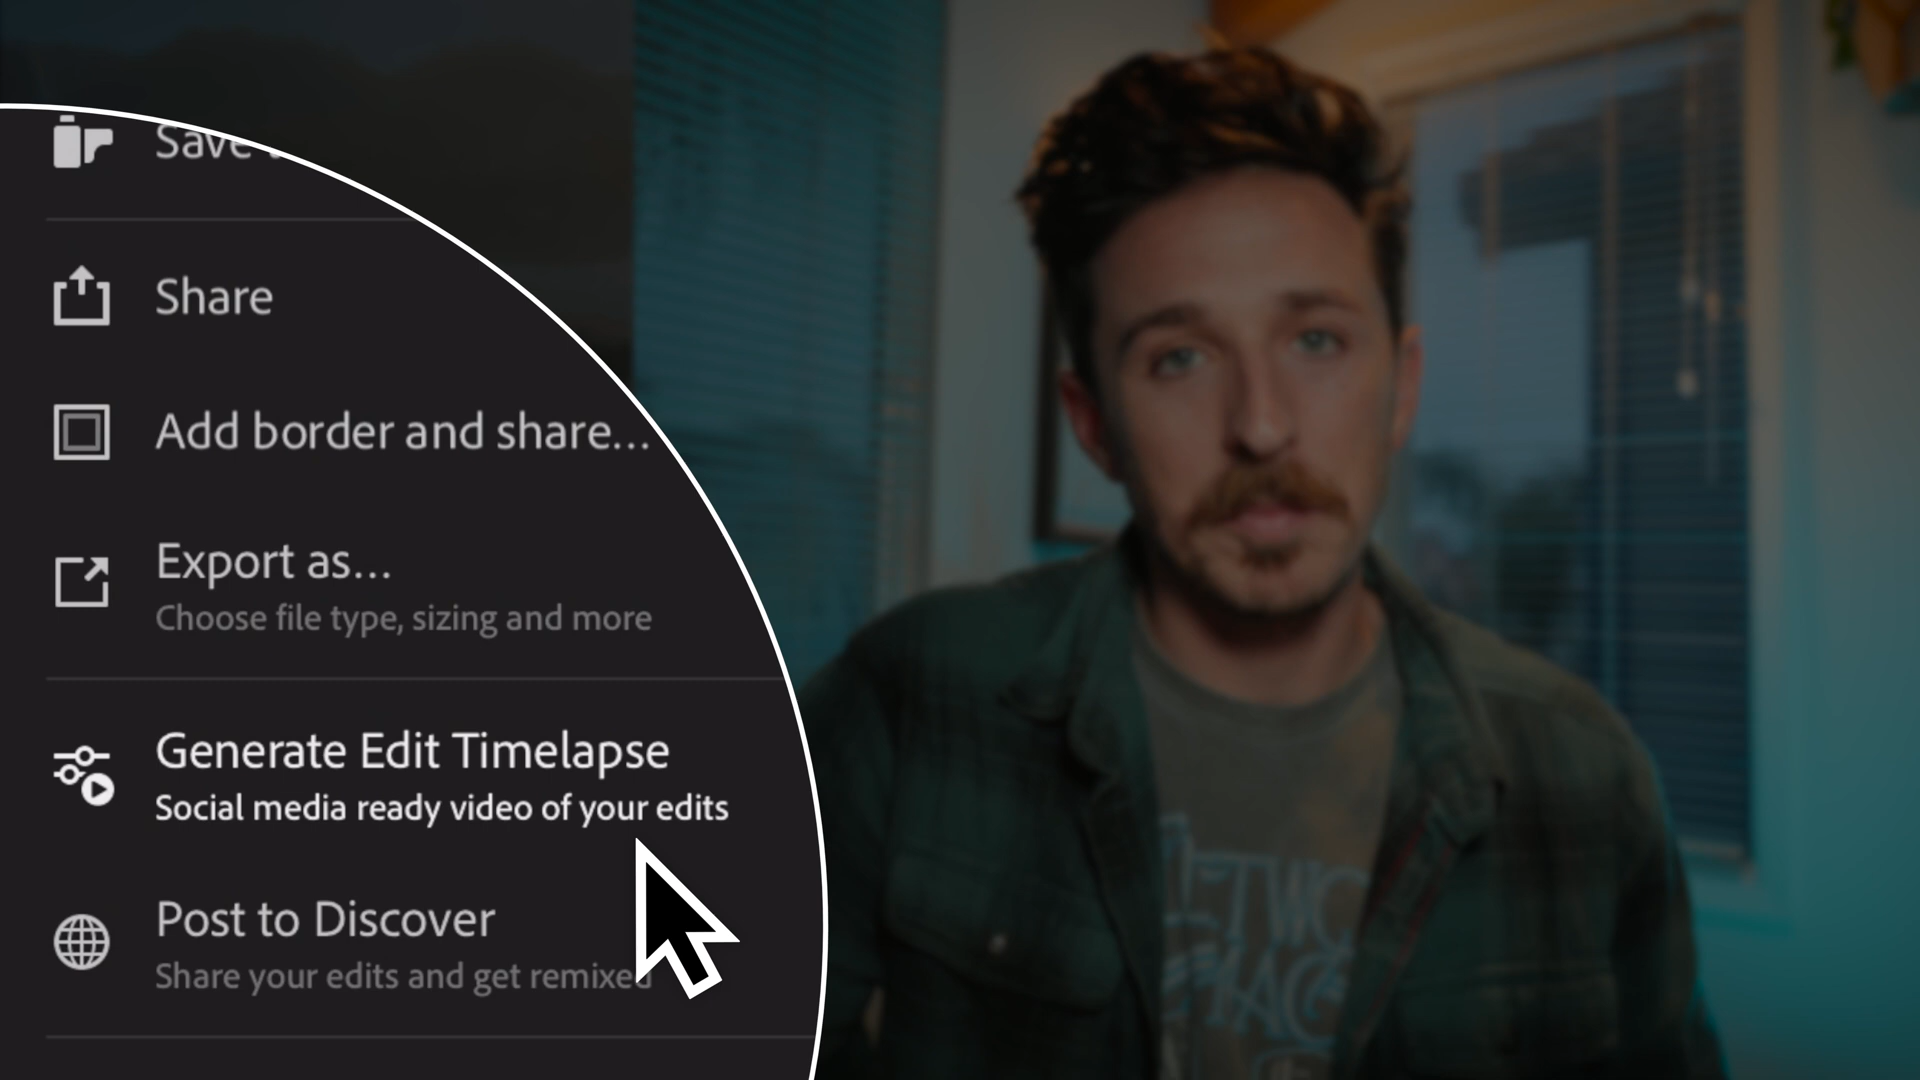 Save
Share
Add border and share...
Export as...
Choose file type, sizing and more
Generate Edit Timelapse
Social media ready video of your edits
Post to Discover
Share your edits and get remixed